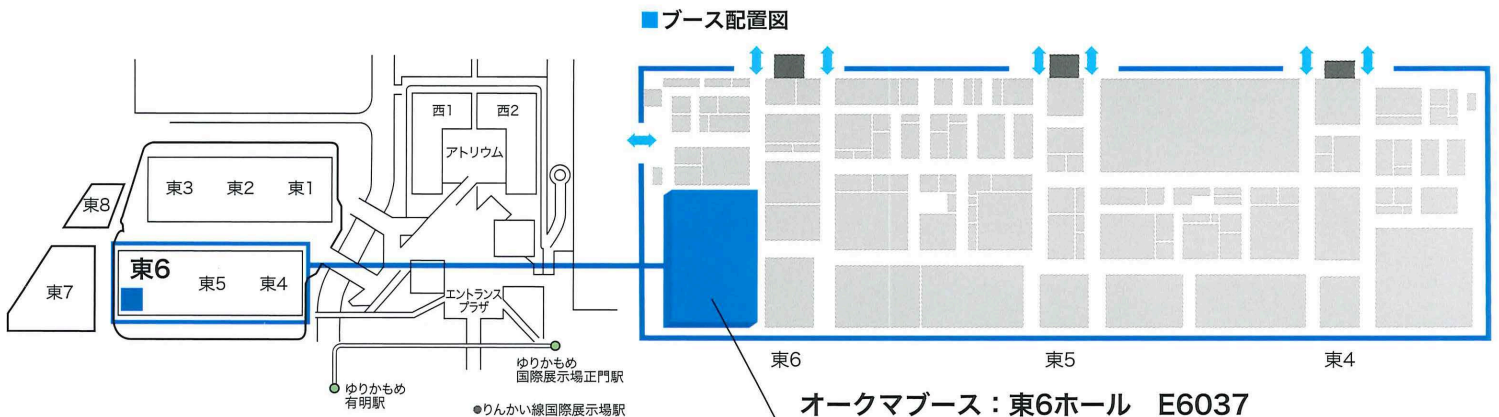 ■ブース配置図
西1
西2
アトリウム
東3
東2
東1
東8
東6
東5
東4
東7
エントランス
プラザ
ゆりかもめ
国際展示場正門駅
ゆりかもめ
有明駅
●りんかい線国際展示場駅
東6
東5
東4
オークマブース：東6ホール　E6037